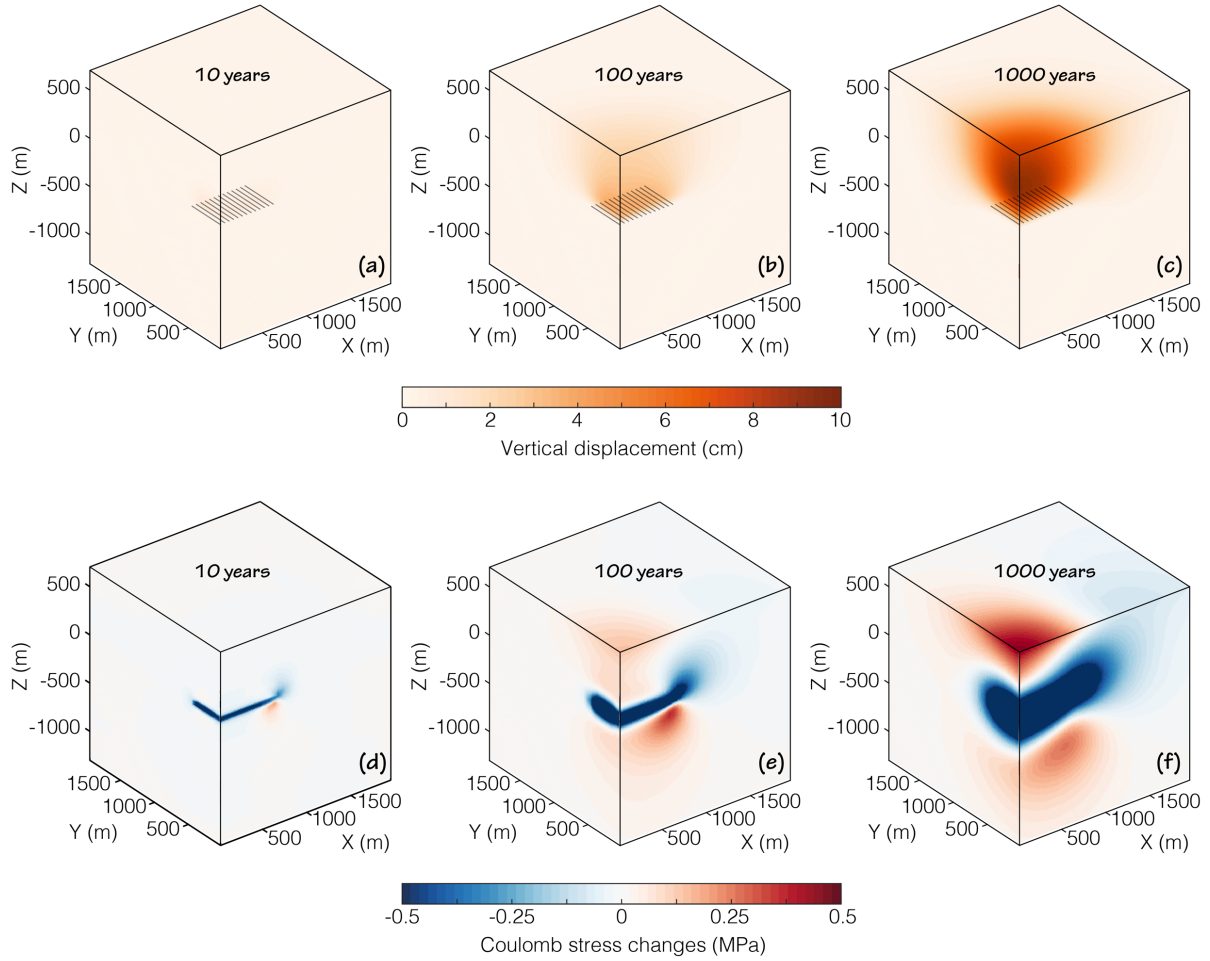 10 years
100 years
1000 years
500
0
-500
-1000
Z (m)
(a)
1500
1000
500
Y (m)
500
1000
1500
X (m)
500
0
-500
-1000
Z (m)
(b)
1500
1000
500
Y (m)
500
1000
1500
X (m)
500
0
-500
-1000
Z (m)
(c)
1500
1000
500
Y (m)
500
1000
1500
X (m)
0 2 4 6 8 10
Vertical displacement (cm)
10 years
100 years
1000 years
500
0
-500
-1000
Z (m)
(d)
1500
1000
500
Y (m)
500
1000
1500
X (m)
500
0
-500
-1000
Z (m)
(e)
1500
1000
500
Y (m)
500
1000
1500
X (m)
500
0
-500
-1000
Z (m)
(f)
1500
1000
500
Y (m)
500
1000
1500
X (m)
-0.5 -0.25 0 0.25 0.5
Coulomb stress changes (MPa)